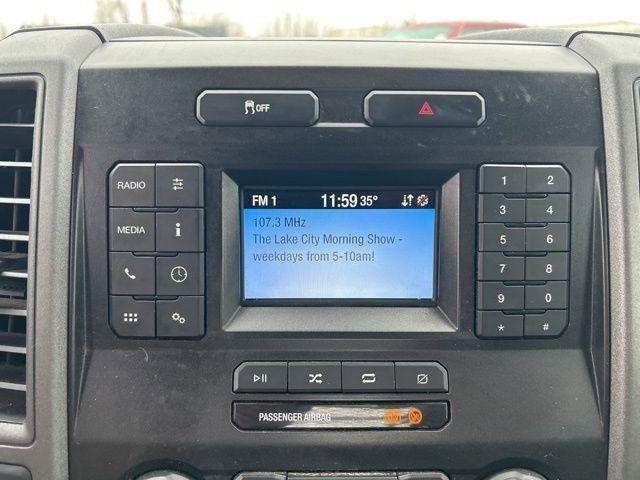 OFF
RADIO
1 2
FM 1 11:59 35°
107.3 MHz
3 4
MEDIA i
The Lake City Morning Show -
weekdays from 5-10am!
5 6
7 8
9 0
* #
PASSENGER AIRBAG